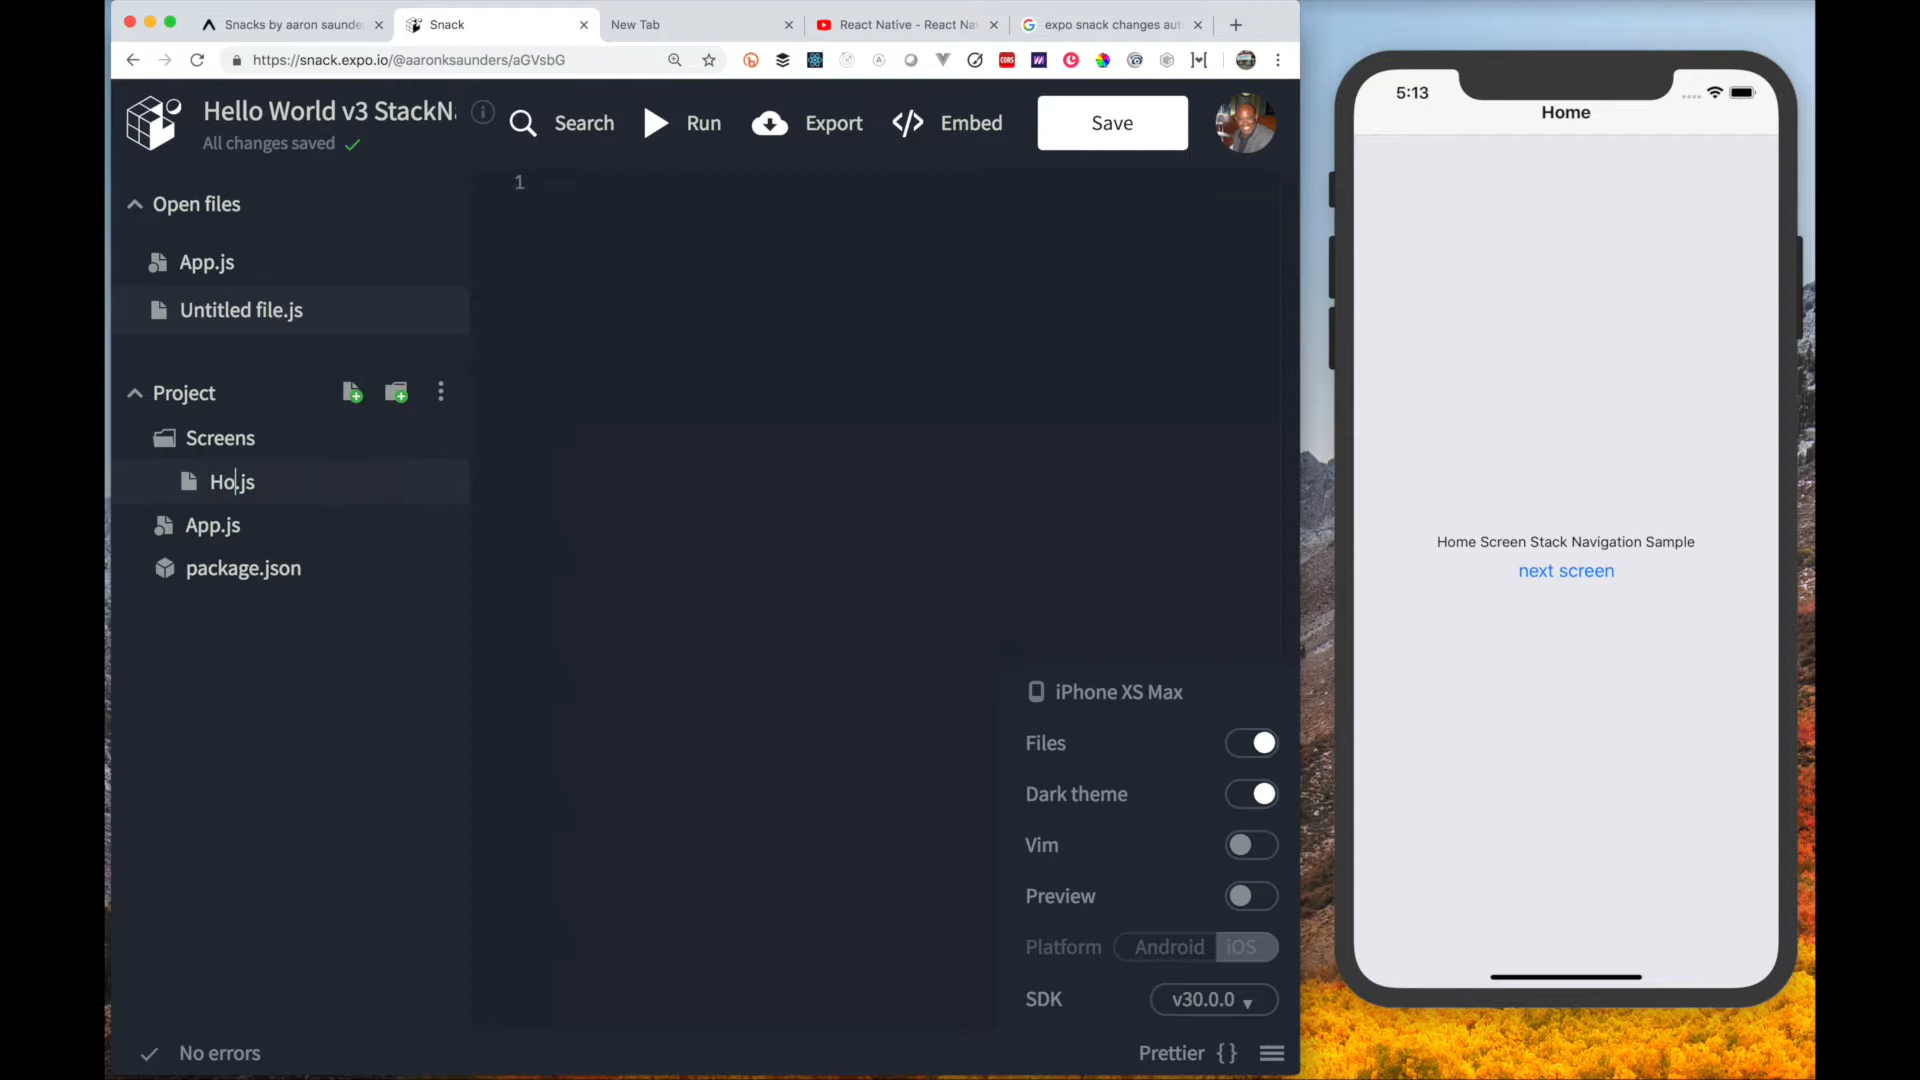 Snacks by aaron saunde
Snack
New Tab
React Native - React Na
expo snack changes aut
https://snack.expo.io/@aaronksaunders/aGVsbG
Hello World v3 StackN
All changes saved
Search
Run
Export
Embed
Save
Open files
App.js
Untitled file.js
Project
Screens
Ho.js
App.js
package.json
1
iPhone XS Max
Files
Dark theme
Vim
Preview
Platform
Android
iOS
SDK
v30.0.0
No errors
Prettier { }
5:13
Home
Home Screen Stack Navigation Sample
next screen